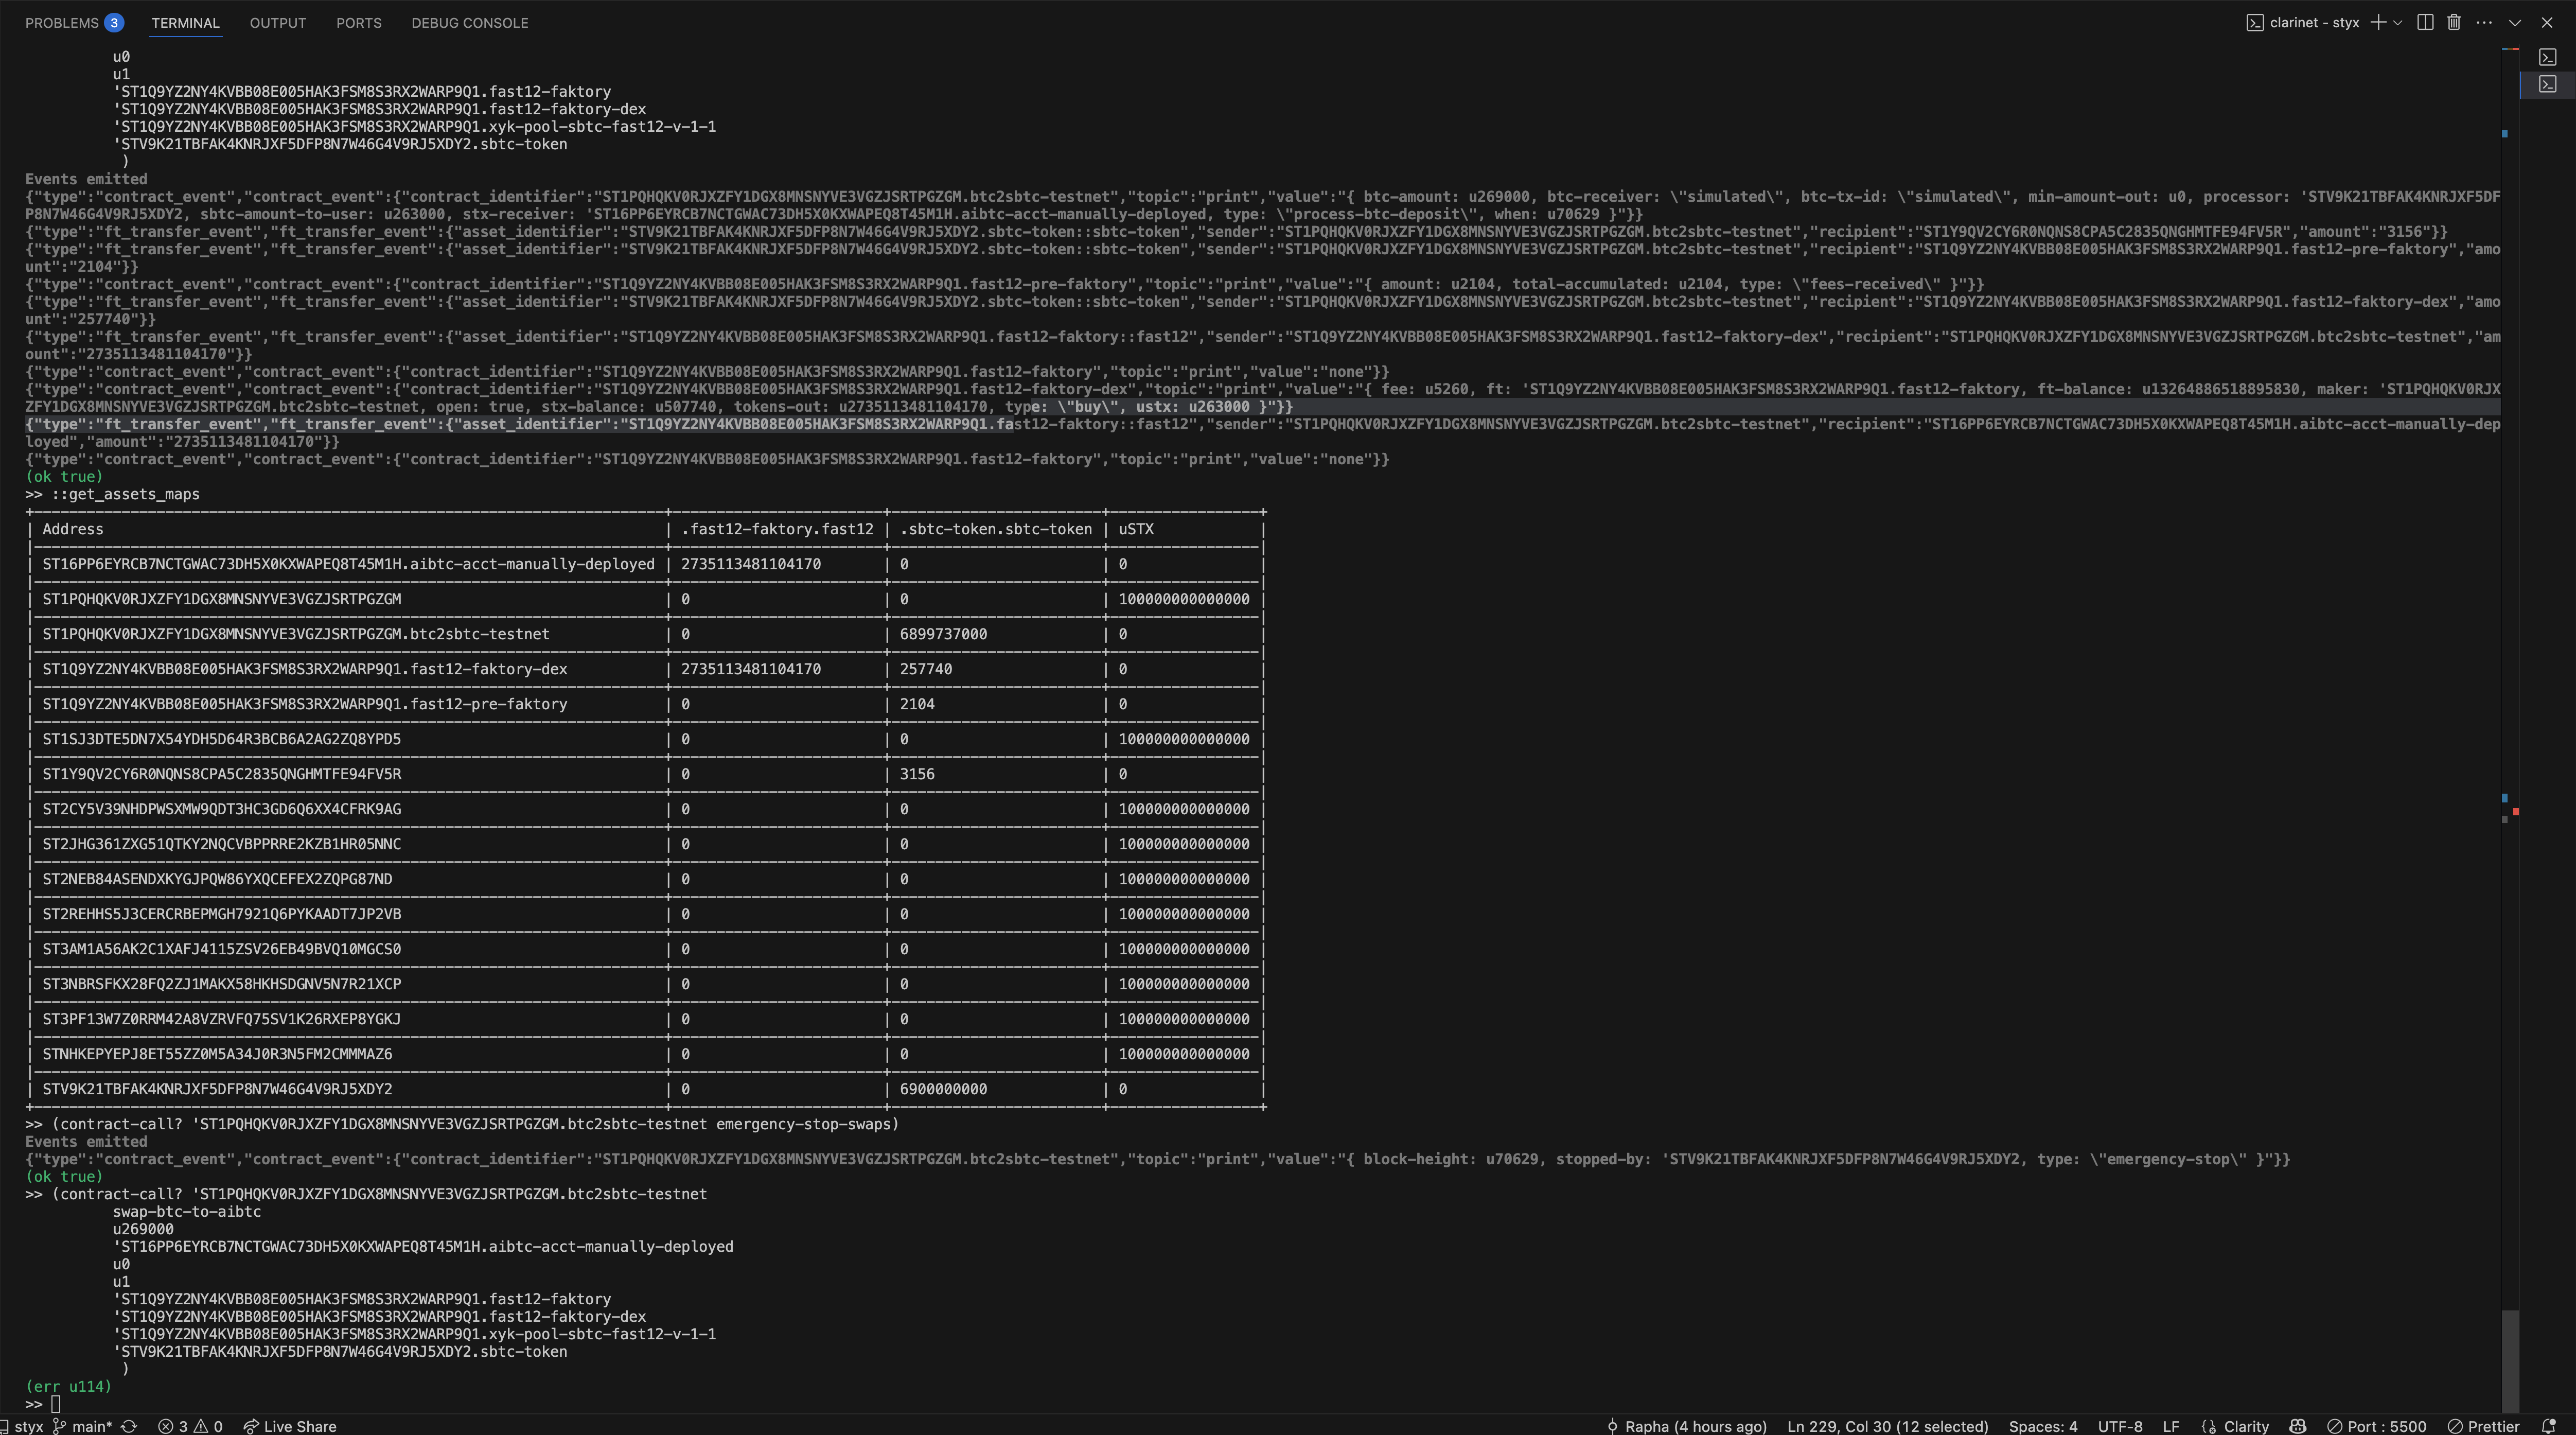 PROBLEMS 3 TERMINAL OUTPUT PORTS DEBUG CONSOLE clarinet - styx
u0
u1
'ST1Q9YZ2NY4KVBB08E005HAK3FSM8S3RX2WARP9Q1.fast12-faktory
'ST1Q9YZ2NY4KVBB08E005HAK3FSM8S3RX2WARP9Q1.fast12-faktory-dex
'ST1Q9YZ2NY4KVBB08E005HAK3FSM8S3RX2WARP9Q1.xyk-pool-sbtc-fast12-v-1-1
'STV9K21TBFAK4KNRJXF5DFP8N7W46G4V9RJ5XDY2.sbtc-token
)
Events emitted
{"type":"contract_event","contract_event":{"contract_identifier":"ST1PQHQKV0RJXZFY1DGX8MNSNYVE3VGZJSRTPGZGM.btc2sbtc-testnet","topic":"print","value":"{ btc-amount: u269000, btc-receiver: \"simulated\", btc-tx-id: \"simulated\", min-amount-out: u0, processor: 'STV9K21TBFAK4KNRJXF5DF
P8N7W46G4V9RJ5XDY2, sbtc-amount-to-user: u263000, stx-receiver: 'ST16PP6EYRCB7NCTGWAC73DH5X0KXWAPEQ8T45M1H.aibtc-acct-manually-deployed, type: \"process-btc-deposit\", when: u70629 }"}}
{"type":"ft_transfer_event","ft_transfer_event":{"asset_identifier":"STV9K21TBFAK4KNRJXF5DFP8N7W46G4V9RJ5XDY2.sbtc-token::sbtc-token","sender":"ST1PQHQKV0RJXZFY1DGX8MNSNYVE3VGZJSRTPGZGM.btc2sbtc-testnet","recipient":"ST1Y9QV2CY6R0NQNS8CPA5C2835QNGHMTFE94FV5R","amount":"3156"}}
{"type":"ft_transfer_event","ft_transfer_event":{"asset_identifier":"STV9K21TBFAK4KNRJXF5DFP8N7W46G4V9RJ5XDY2.sbtc-token::sbtc-token","sender":"ST1PQHQKV0RJXZFY1DGX8MNSNYVE3VGZJSRTPGZGM.btc2sbtc-testnet","recipient":"ST1Q9YZ2NY4KVBB08E005HAK3FSM8S3RX2WARP9Q1.fast12-pre-faktory","amo
unt":"2104"}}
{"type":"contract_event","contract_event":{"contract_identifier":"ST1Q9YZ2NY4KVBB08E005HAK3FSM8S3RX2WARP9Q1.fast12-pre-faktory","topic":"print","value":"{ amount: u2104, total-accumulated: u2104, type: \"fees-received\" }"}}
{"type":"ft_transfer_event","ft_transfer_event":{"asset_identifier":"STV9K21TBFAK4KNRJXF5DFP8N7W46G4V9RJ5XDY2.sbtc-token::sbtc-token","sender":"ST1PQHQKV0RJXZFY1DGX8MNSNYVE3VGZJSRTPGZGM.btc2sbtc-testnet","recipient":"ST1Q9YZ2NY4KVBB08E005HAK3FSM8S3RX2WARP9Q1.fast12-faktory-dex","amo
unt":"257740"}}
{"type":"ft_transfer_event","ft_transfer_event":{"asset_identifier":"ST1Q9YZ2NY4KVBB08E005HAK3FSM8S3RX2WARP9Q1.fast12-faktory::fast12","sender":"ST1Q9YZ2NY4KVBB08E005HAK3FSM8S3RX2WARP9Q1.fast12-faktory-dex","recipient":"ST1PQHQKV0RJXZFY1DGX8MNSNYVE3VGZJSRTPGZGM.btc2sbtc-testnet","am
ount":"2735113481104170"}}
{"type":"contract_event","contract_event":{"contract_identifier":"ST1Q9YZ2NY4KVBB08E005HAK3FSM8S3RX2WARP9Q1.fast12-faktory","topic":"print","value":"none"}}
{"type":"contract_event","contract_event":{"contract_identifier":"ST1Q9YZ2NY4KVBB08E005HAK3FSM8S3RX2WARP9Q1.fast12-faktory-dex","topic":"print","value":"{ fee: u5260, ft: 'ST1Q9YZ2NY4KVBB08E005HAK3FSM8S3RX2WARP9Q1.fast12-faktory, ft-balance: u13264886518895830, maker: 'ST1PQHQKV0RJX
ZFY1DGX8MNSNYVE3VGZJSRTPGZGM.btc2sbtc-testnet, open: true, stx-balance: u507740, tokens-out: u2735113481104170, type: \"buy\", ustx: u263000 }"}}
{"type":"ft_transfer_event","ft_transfer_event":{"asset_identifier":"ST1Q9YZ2NY4KVBB08E005HAK3FSM8S3RX2WARP9Q1.fast12-faktory::fast12","sender":"ST1PQHQKV0RJXZFY1DGX8MNSNYVE3VGZJSRTPGZGM.btc2sbtc-testnet","recipient":"ST16PP6EYRCB7NCTGWAC73DH5X0KXWAPEQ8T45M1H.aibtc-acct-manually-dep
loyed","amount":"2735113481104170"}}
{"type":"contract_event","contract_event":{"contract_identifier":"ST1Q9YZ2NY4KVBB08E005HAK3FSM8S3RX2WARP9Q1.fast12-faktory","topic":"print","value":"none"}}
(ok true)
>> ::get_assets_maps
| Address | .fast12-faktory.fast12 | .sbtc-token.sbtc-token | uSTX |
| ST16PP6EYRCB7NCTGWAC73DH5X0KXWAPEQ8T45M1H.aibtc-acct-manually-deployed | 2735113481104170 | 0 | 0 |
| ST1PQHQKV0RJXZFY1DGX8MNSNYVE3VGZJSRTPGZGM | 0 | 0 | 100000000000000 |
| ST1PQHQKV0RJXZFY1DGX8MNSNYVE3VGZJSRTPGZGM.btc2sbtc-testnet | 0 | 6899737000 | 0 |
| ST1Q9YZ2NY4KVBB08E005HAK3FSM8S3RX2WARP9Q1.fast12-faktory-dex | 2735113481104170 | 257740 | 0 |
| ST1Q9YZ2NY4KVBB08E005HAK3FSM8S3RX2WARP9Q1.fast12-pre-faktory | 0 | 2104 | 0 |
| ST1SJ3DTE5DN7X54YDH5D64R3BCB6A2AG2ZQ8YPD5 | 0 | 0 | 100000000000000 |
| ST1Y9QV2CY6R0NQNS8CPA5C2835QNGHMTFE94FV5R | 0 | 3156 | 0 |
| ST2CY5V39NHDPWSXMW9QDT3HC3GD6Q6XX4CFRK9AG | 0 | 0 | 100000000000000 |
| ST2JHG361ZXG51QTKY2NQCVBPPRRE2KZB1HR05NNC | 0 | 0 | 100000000000000 |
| ST2NEB84ASENDXKYGJPQW86YXQCEFEX2ZQPG87ND | 0 | 0 | 100000000000000 |
| ST2REHHS5J3CERCRBEPMGH7921Q6PYKAADT7JP2VB | 0 | 0 | 100000000000000 |
| ST3AM1A56AK2C1XAFJ4115ZSV26EB49BVQ10MGCS0 | 0 | 0 | 100000000000000 |
| ST3NBRSFKX28FQ2ZJ1MAKX58HKHSDGNV5N7R21XCP | 0 | 0 | 100000000000000 |
| ST3PF13W7Z0RRM42A8VZRVFQ75SV1K26RXEP8YGKJ | 0 | 0 | 100000000000000 |
| STNHKEPYEPJ8ET55ZZ0M5A34J0R3N5FM2CMMMAZ6 | 0 | 0 | 100000000000000 |
| STV9K21TBFAK4KNRJXF5DFP8N7W46G4V9RJ5XDY2 | 0 | 6900000000 | 0 |
>> (contract-call? 'ST1PQHQKV0RJXZFY1DGX8MNSNYVE3VGZJSRTPGZGM.btc2sbtc-testnet emergency-stop-swaps)
Events emitted
{"type":"contract_event","contract_event":{"contract_identifier":"ST1PQHQKV0RJXZFY1DGX8MNSNYVE3VGZJSRTPGZGM.btc2sbtc-testnet","topic":"print","value":"{ block-height: u70629, stopped-by: 'STV9K21TBFAK4KNRJXF5DFP8N7W46G4V9RJ5XDY2, type: \"emergency-stop\" }"}}
(ok true)
>> (contract-call? 'ST1PQHQKV0RJXZFY1DGX8MNSNYVE3VGZJSRTPGZGM.btc2sbtc-testnet
swap-btc-to-aibtc
u269000
'ST16PP6EYRCB7NCTGWAC73DH5X0KXWAPEQ8T45M1H.aibtc-acct-manually-deployed
u0
u1
'ST1Q9YZ2NY4KVBB08E005HAK3FSM8S3RX2WARP9Q1.fast12-faktory
'ST1Q9YZ2NY4KVBB08E005HAK3FSM8S3RX2WARP9Q1.fast12-faktory-dex
'ST1Q9YZ2NY4KVBB08E005HAK3FSM8S3RX2WARP9Q1.xyk-pool-sbtc-fast12-v-1-1
'STV9K21TBFAK4KNRJXF5DFP8N7W46G4V9RJ5XDY2.sbtc-token
)
(err u114)
>>
styx main* 3 0 Live Share Rapha (4 hours ago) Ln 229, Col 30 (12 selected) Spaces: 4 UTF-8 LF Clarity Port : 5500 Prettier